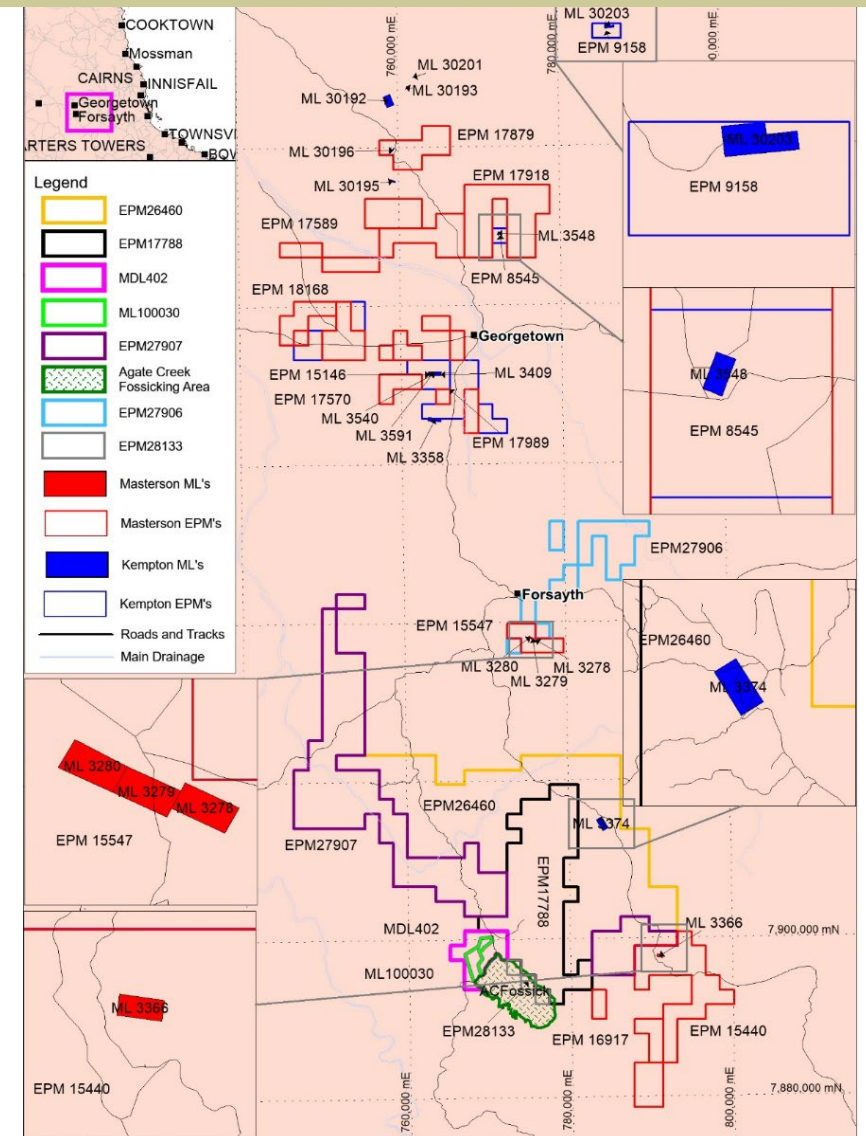 COOKTOWN
Mossman
CAIRNS
INNISFAIL
Georgetown
Forsayth
TOWNSV
ARTERS TOWERS
BOW
Legend
EPM26460
EPM17788
MDL402
ML100030
EPM27907
Agate Creek
Fossicking Area
EPM27906
EPM28133
Masterson ML's
Masterson EPM's
Kempton ML's
Kempton EPM's
Roads and Tracks
Main Drainage
760,000 mE
780,000 mE
ML 30203
EPM 9158
ML 30201
ML 30193
ML 30192
EPM 17879
ML 30196
ML 30195
EPM 17918
EPM 17589
ML 3548
EPM 8545
EPM 18168
Georgetown
EPM 15146
ML 3409
EPM 17570
ML 3540
ML 3591
EPM 17989
ML 3358
ML 30203
EPM 9158
ML 3548
EPM 8545
EPM27906
Forsayth
EPM 15547
ML 3280
ML 3278
ML 3279
EPM26460
ML 3374
ML 3280
ML 3279
ML 3278
EPM 15547
EPM26460
EPM27907
ML 3374
EPM17788
MDL402
ML 3366
7,900,000 mN
ML100030
ACFossick
EPM28133
EPM 16917
EPM 15440
ML 3366
EPM 15440
7,880,000 mN
760,000 mE
780,000 mE
800,000 mE